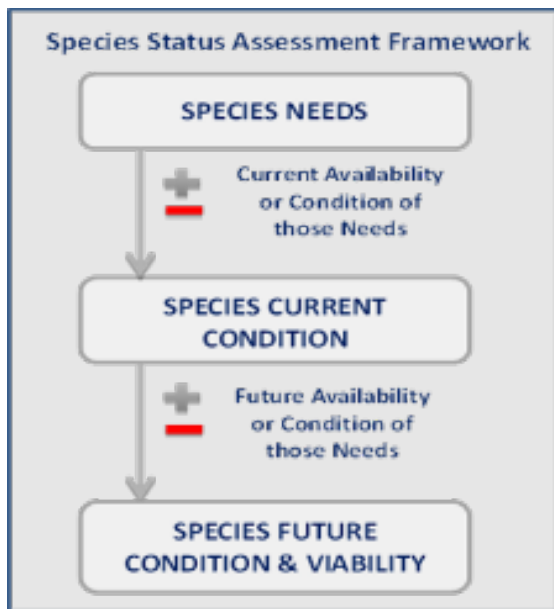 Species Status Assessment Framework
SPECIES NEEDS
Current Availability
or Condition of
those Needs
SPECIES CURRENT
CONDITION
Future Availability
or Condition of
those Needs
SPECIES FUTURE
CONDITION & VIABILITY